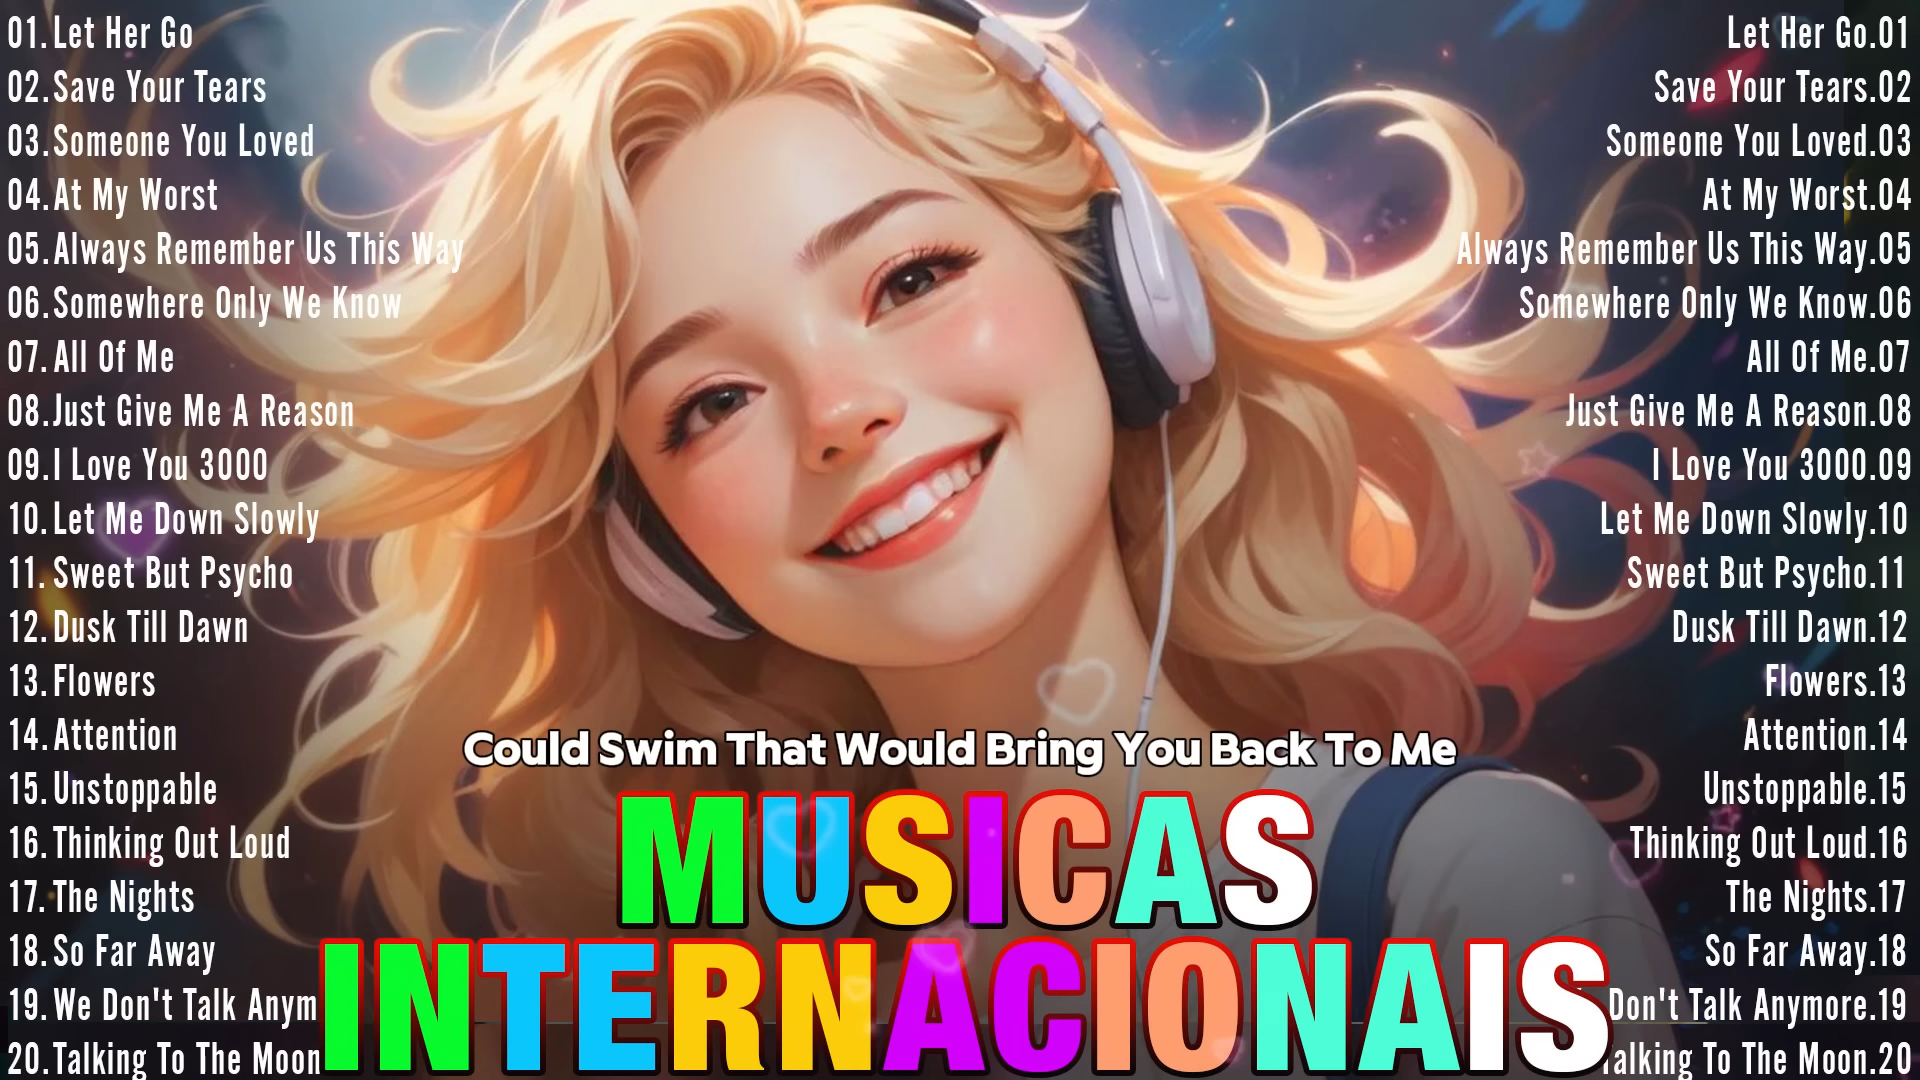 01.Let Her Go
02.Save Your Tears
03.Someone You Loved
04.At My Worst
05.Always Remember Us This Way
06.Somewhere Only We Know
07.All Of Me
08.Just Give Me A Reason
09.I Love You 3000
10.Let Me Down Slowly
11.Sweet But Psycho
12.Dusk Till Dawn
13.Flowers
14.Attention
15.Unstoppable
16.Thinking Out Loud
17.The Nights
18.So Far Away
19.We Don't Talk Anym
20.Talking To The Moon
Let Her Go.01
Save Your Tears.02
Someone You Loved.03
At My Worst.04
Always Remember Us This Way.05
Somewhere Only We Know.06
All Of Me.07
Just Give Me A Reason.08
I Love You 3000.09
Let Me Down Slowly.10
Sweet But Psycho.11
Dusk Till Dawn.12
Flowers.13
Attention.14
Unstoppable.15
Thinking Out Loud.16
The Nights.17
So Far Away.18
Don't Talk Anymore.19
alking To The Moon.20
Could Swim That Would Bring You Back To Me
MUSICAS
INTERNACIONAIS